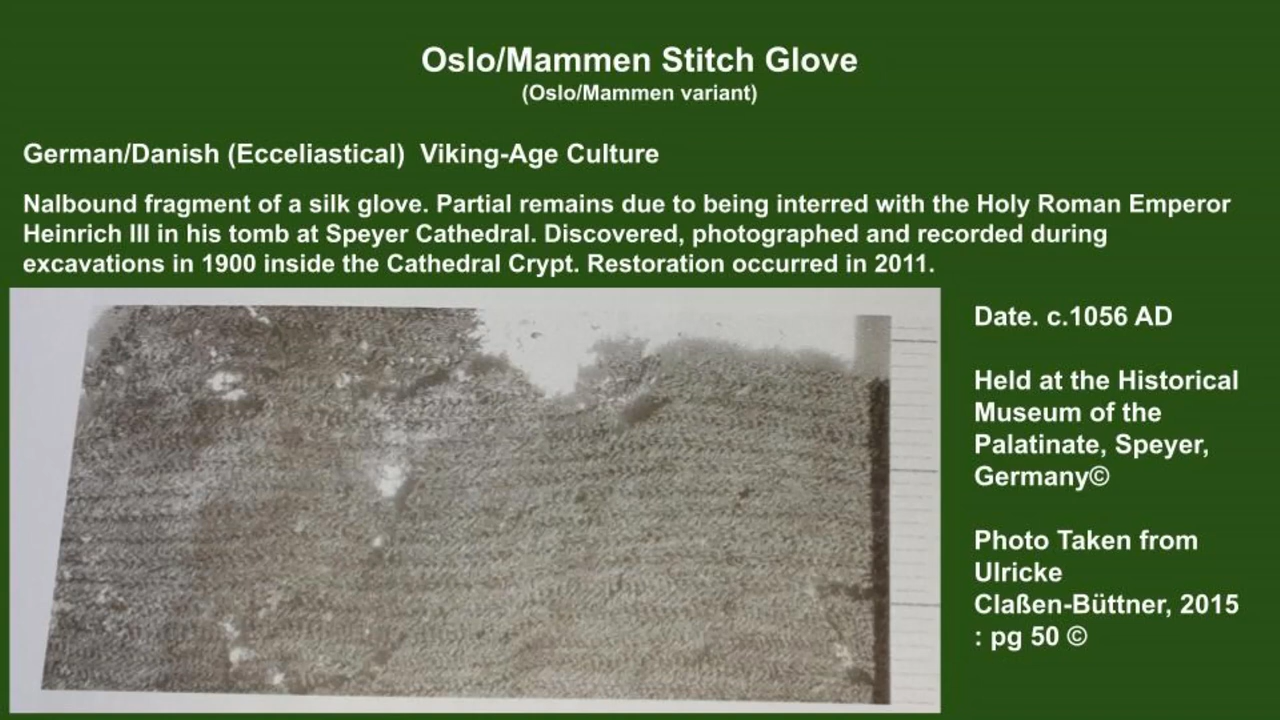 Oslo/Mammen Stitch Glove
(Oslo/Mammen variant)
German/Danish (Ecceliastical)  Viking-Age Culture
Nalbound fragment of a silk glove. Partial remains due to being interred with the Holy Roman Emperor
Heinrich III in his tomb at Speyer Cathedral. Discovered, photographed and recorded during
excavations in 1900 inside the Cathedral Crypt. Restoration occurred in 2011.
Date. c.1056 AD
Held at the Historical
Museum of the
Palatinate, Speyer,
Germany©
Photo Taken from
Ulricke
Claßen-Büttner, 2015
: pg 50 ©